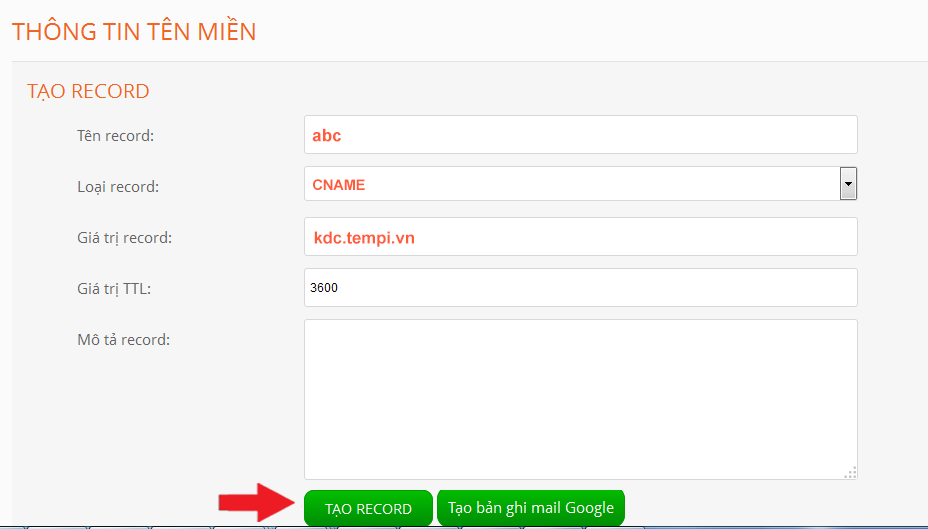 THÔNG TIN TÊN MIỀN
TẠO RECORD
Tên record: abc
Loại record: CNAME
Giá trị record: kdc.tempi.vn
Giá trị TTL: 3600
Mô tả record:
TẠO RECORD Tạo bản ghi mail Google